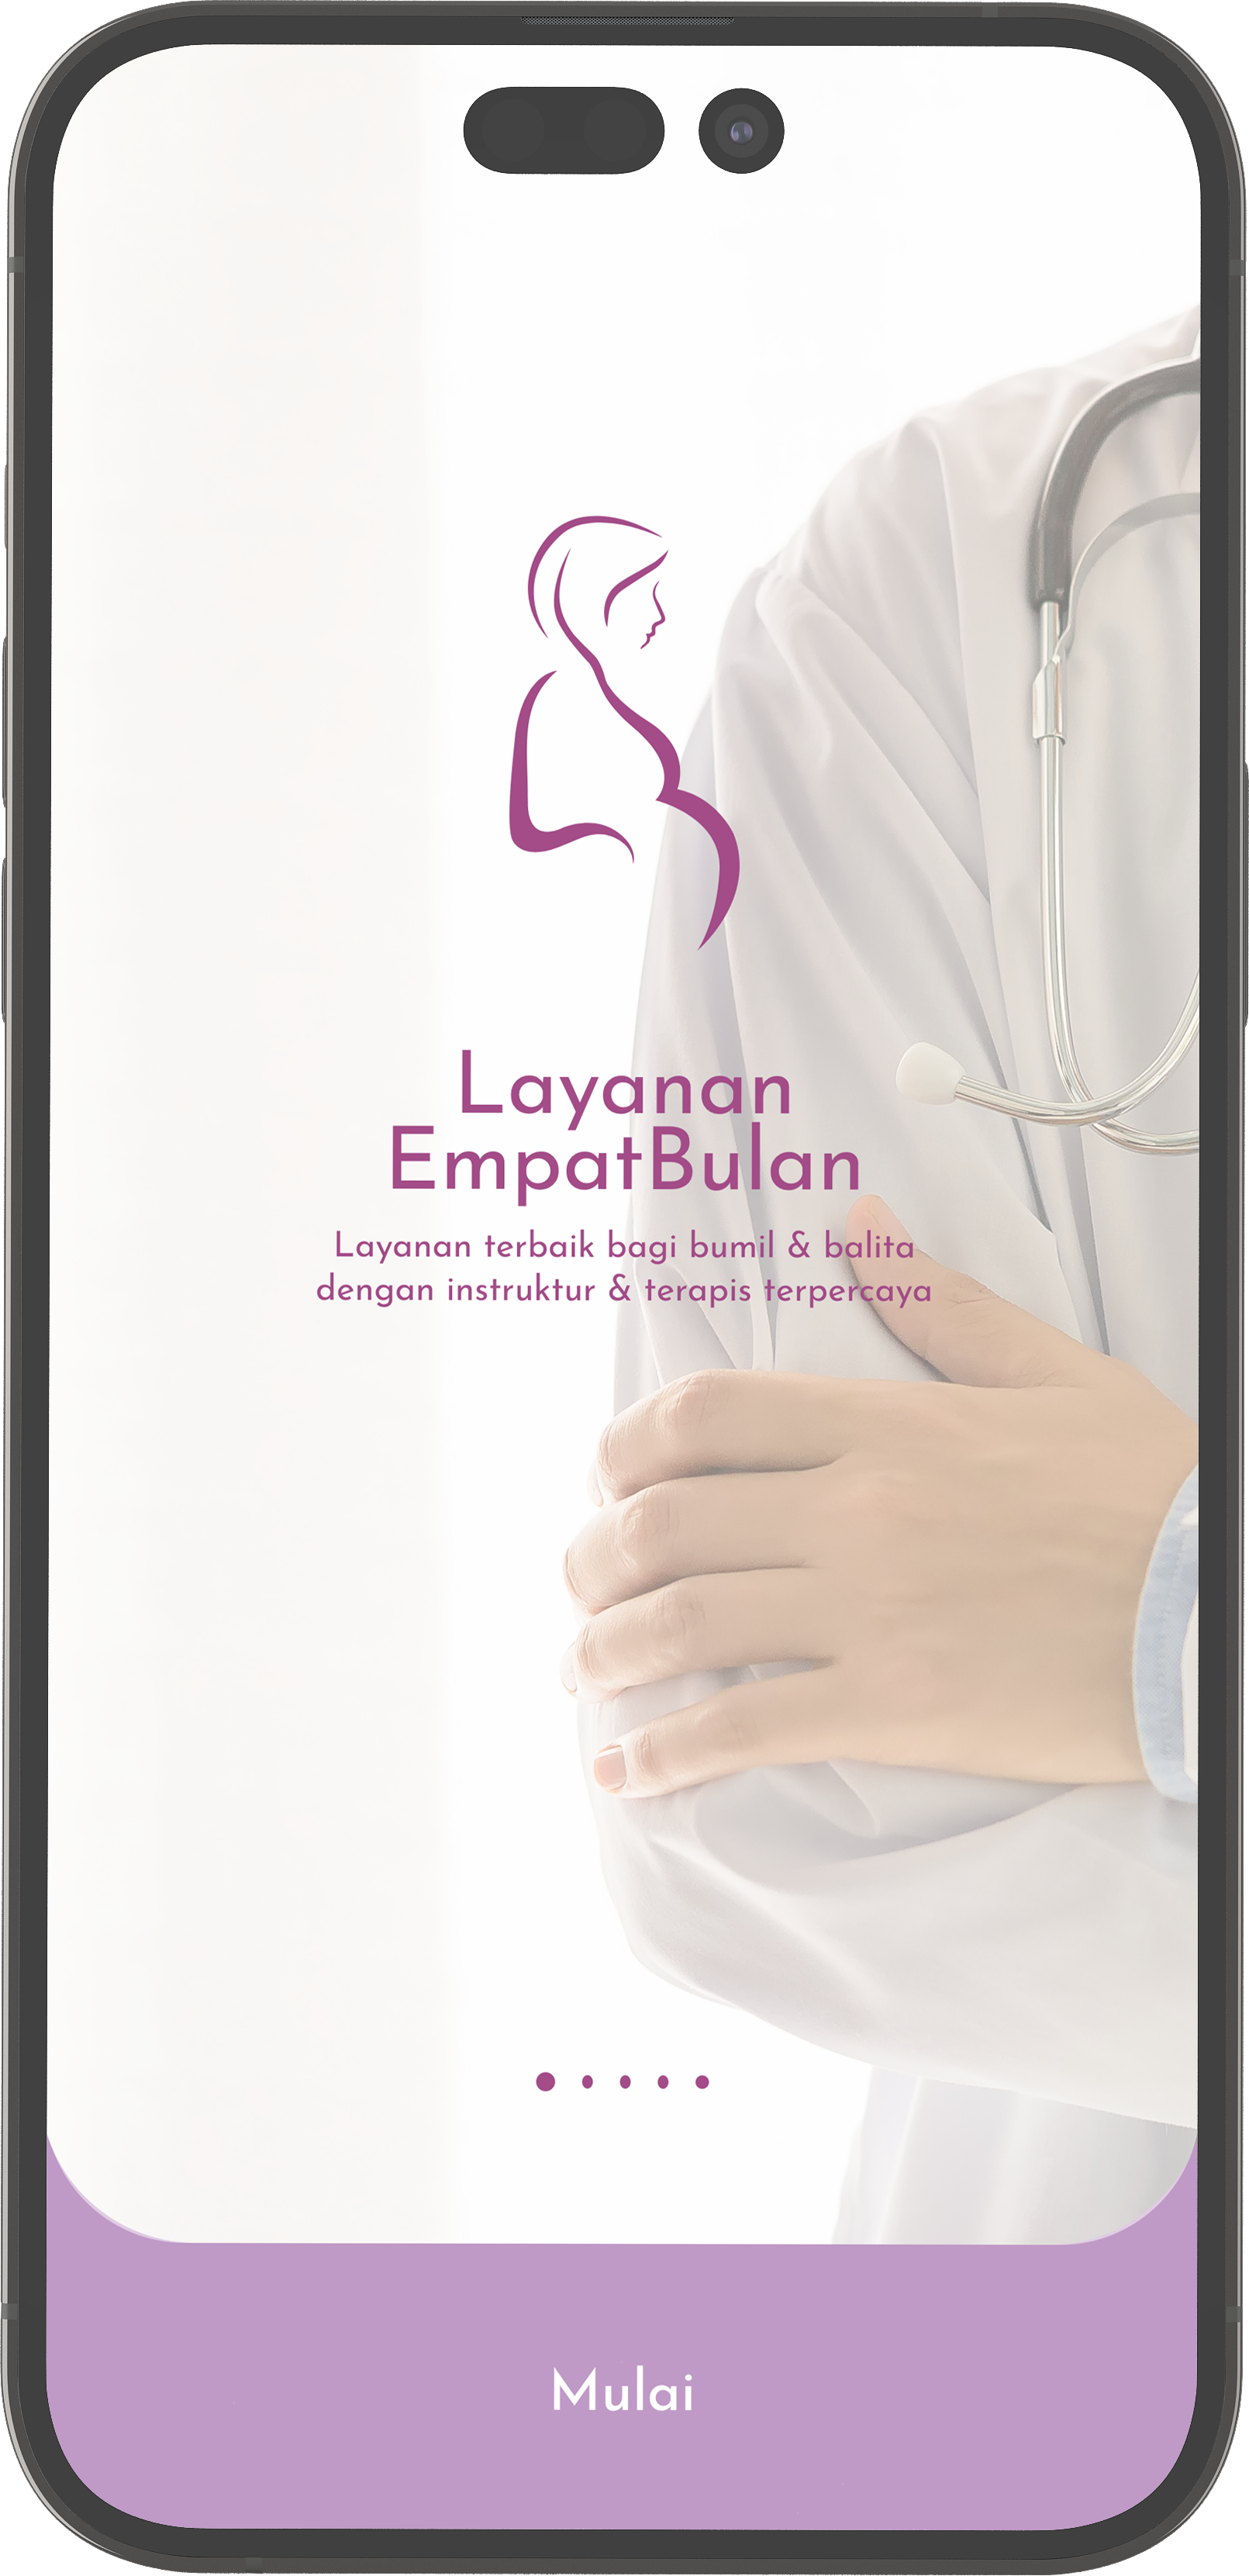 Layanan
EmpatBulan
Layanan terbaik bagi bumil & balita
dengan instruktur & terapis terpercaya
Mulai